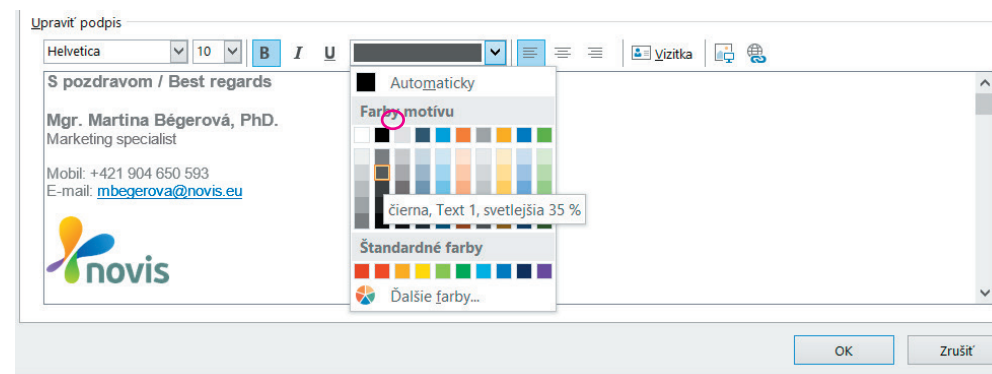 Upraviť podpis
Helvetica 10 B I U Vizitka
S pozdravom / Best regards
Mgr. Martina Bégerová, PhD.
Marketing specialist
Mobil: +421 904 650 593
E-mail: mbegerova@novis.eu
novis
Automaticky
Farby motívu
čierna, Text 1, svetlejšia 35 %
Štandardné farby
Ďalšie farby...
OK Zrušiť